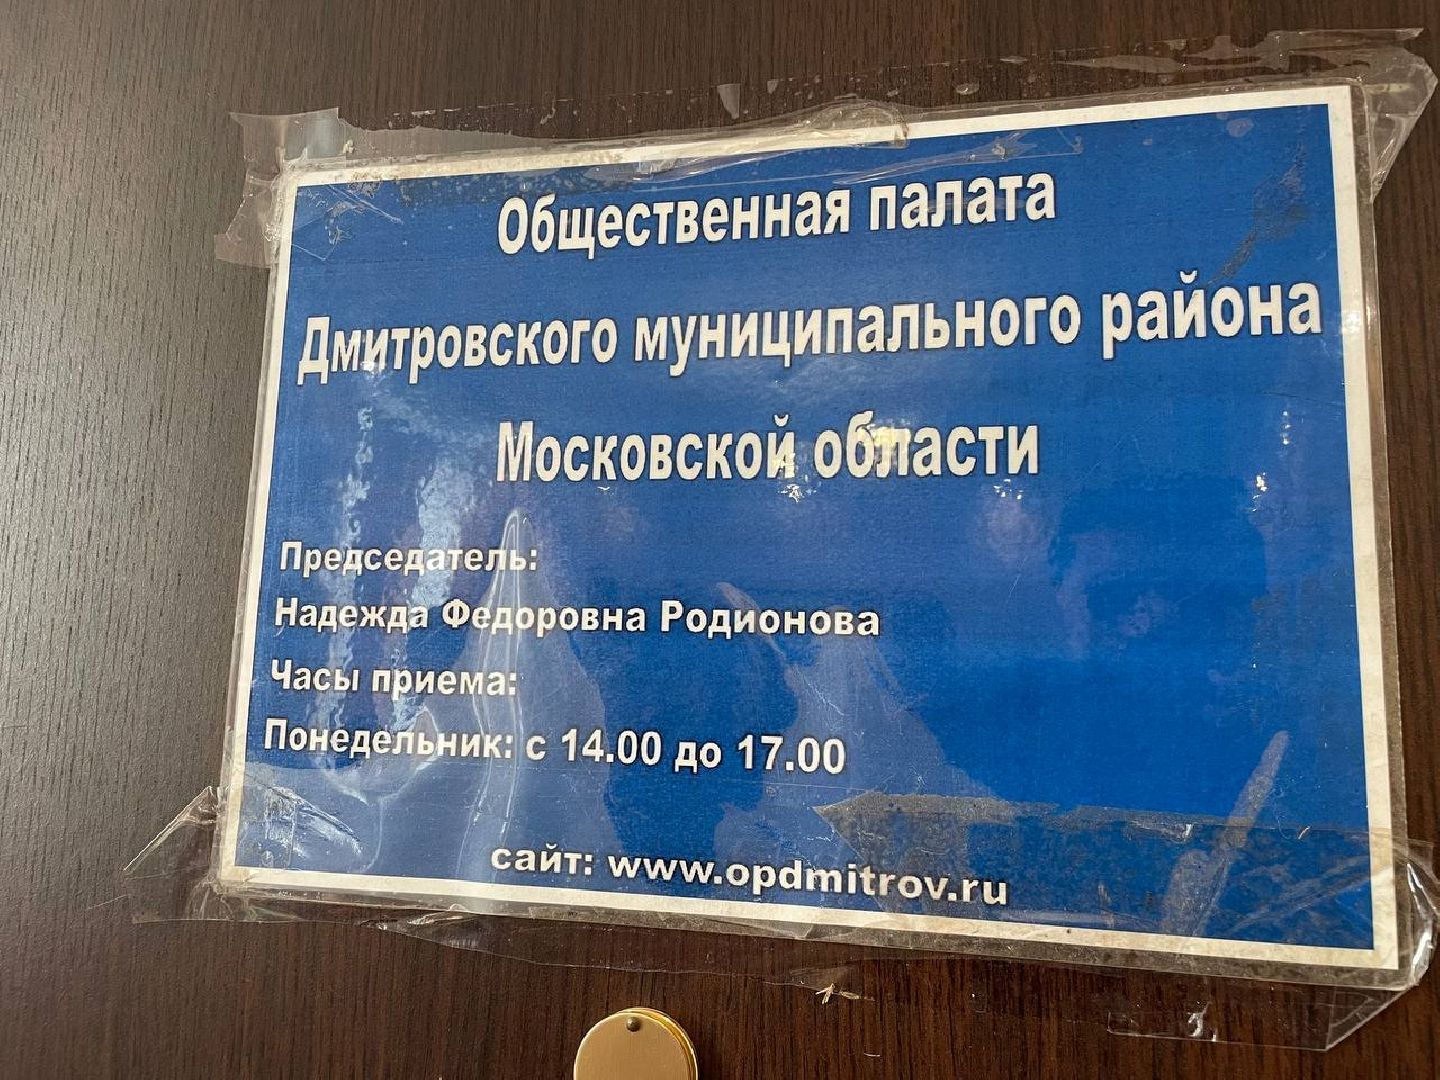 Общественная палата
Дмитровского муниципального района
Московской области
Председатель:
Надежда Федоровна Родионова
Часы приема:
Понедельник: с 14.00 до 17.00
сайт: www.opdmitrov.ru